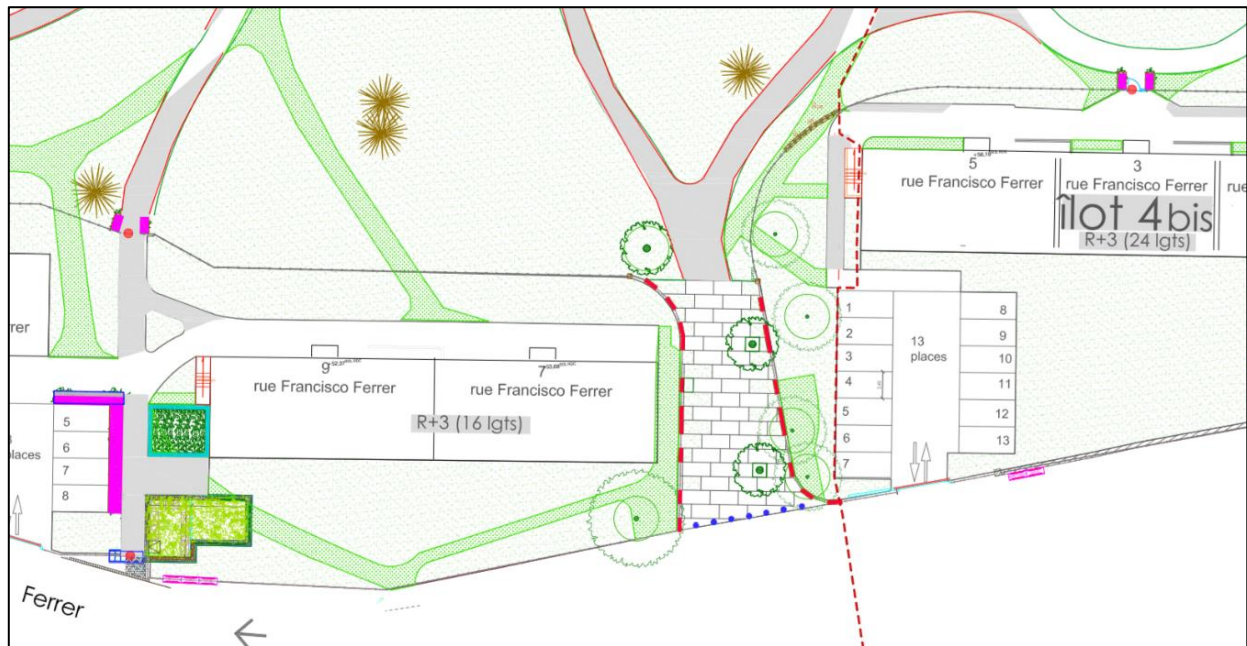 5
rue Francisco Ferrer
3
rue Francisco Ferrer
îlot 4bis
R+3 (24 lgts)
rue
1
2
3
4
5
6
7
13
places
8
9
10
11
12
13
9
rue Francisco Ferrer
7
rue Francisco Ferrer
R+3 (16 lgts)
rrer
places
5
6
7
8
Ferrer